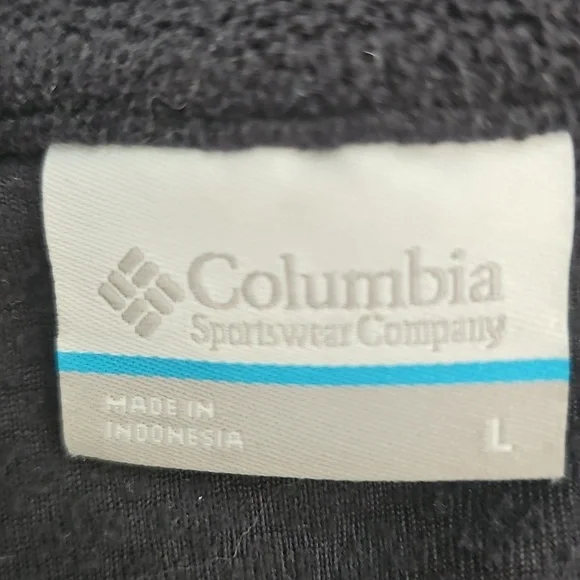 Columbia
Sportswear Company
MADE IN
INDONESIA
L